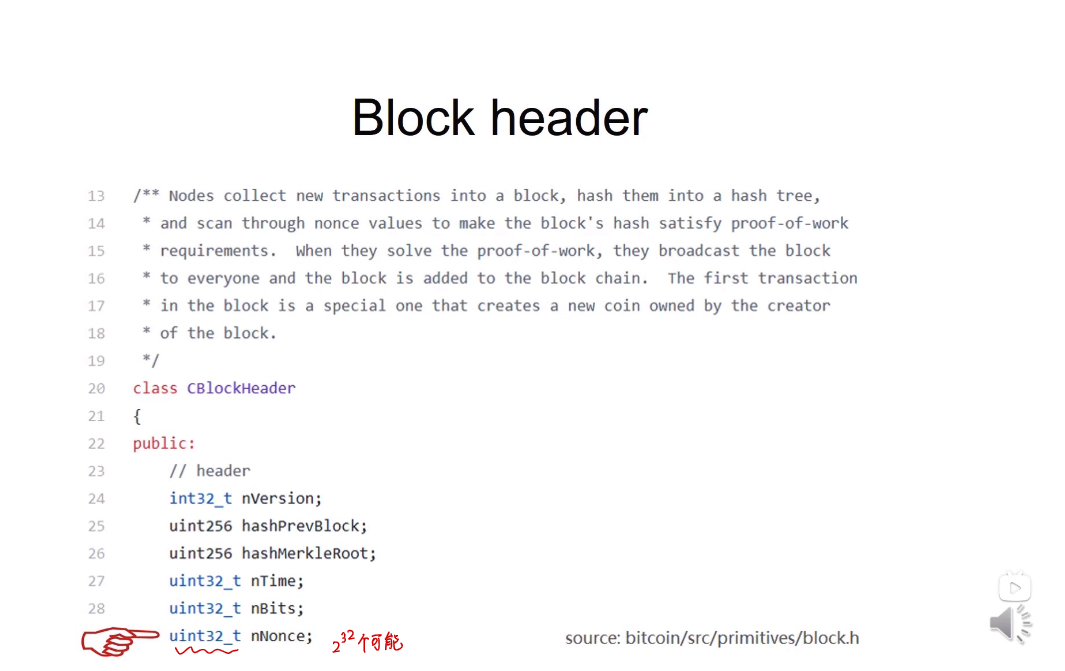 Block header
13 /** Nodes collect new transactions into a block, hash them into a hash tree,
14 * and scan through nonce values to make the block's hash satisfy proof-of-work
15 * requirements.  When they solve the proof-of-work, they broadcast the block
16 * to everyone and the block is added to the block chain.  The first transaction
17 * in the block is a special one that creates a new coin owned by the creator
18 * of the block.
19 */
20 class CBlockHeader
21 {
22 public:
23 // header
24 int32_t nVersion;
25 uint256 hashPrevBlock;
26 uint256 hashMerkleRoot;
27 uint32_t nTime;
28 uint32_t nBits;
uint32_t nNonce; 2³²个可能
source: bitcoin/src/primitives/block.h